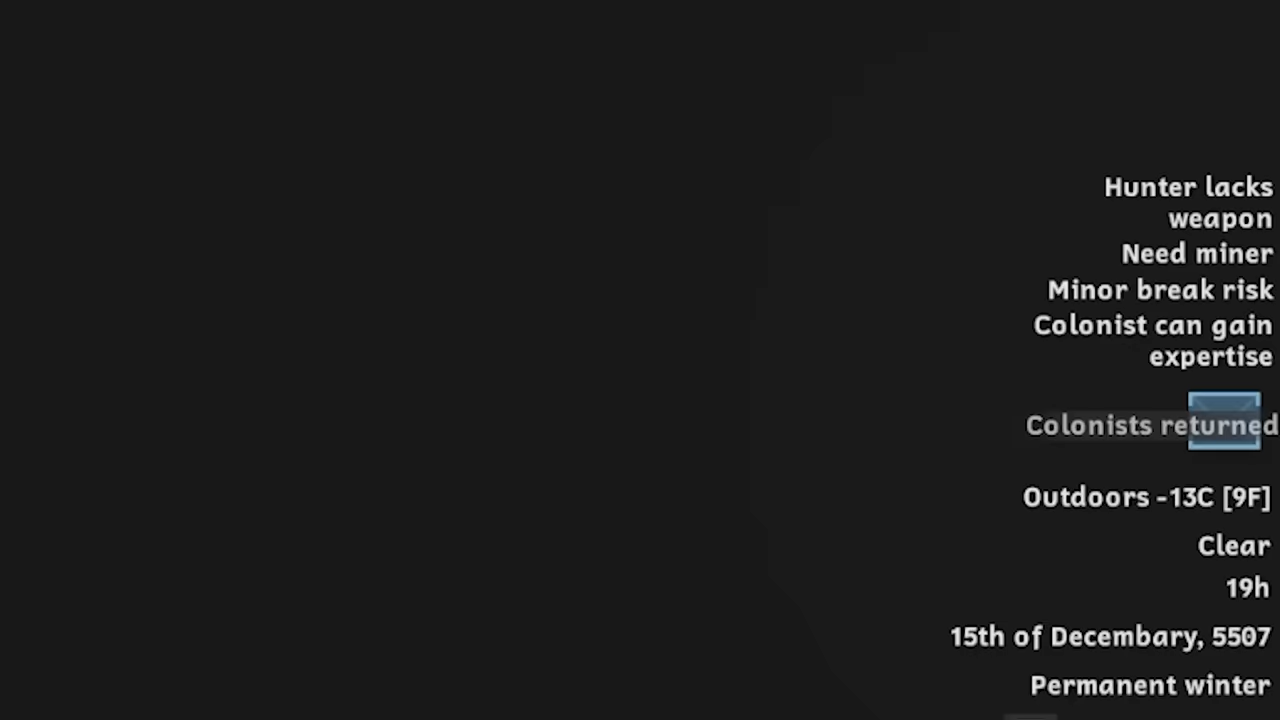 Hunter lacks
weapon
Need miner
Minor break risk
Colonist can gain
expertise
Colonists returned
Outdoors -13C [9F]
Clear
19h
15th of Decembary, 5507
Permanent winter